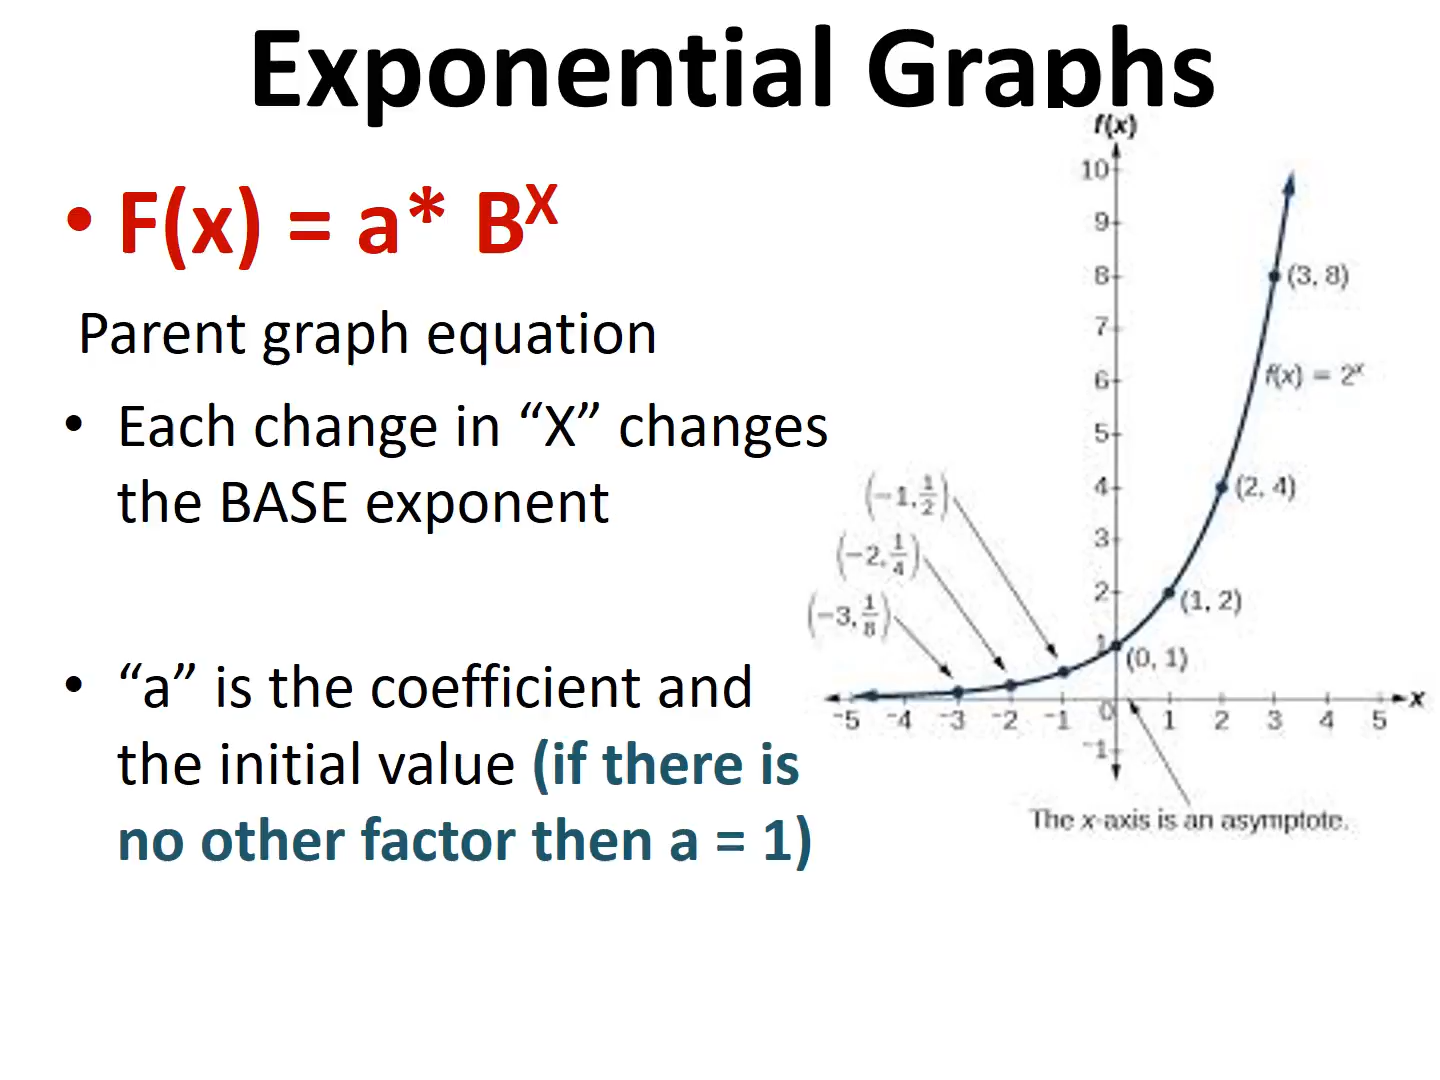 Exponential Graphs
• F(x) = a* Bˣ
Parent graph equation
• Each change in “X” changes
the BASE exponent
• “a” is the coefficient and
the initial value (if there is
no other factor then a = 1)
f(x)
10
9
8
(3, 8)
7
6
f(x) = 2ˣ
5
4
(2, 4)
(−1, 1/2)
3
(−2, 1/4)
2
(1, 2)
(−3, 1/8)
1
(0, 1)
−5 −4 −3 −2 −1 0 1 2 3 4 5 x
−1
The x-axis is an asymptote.